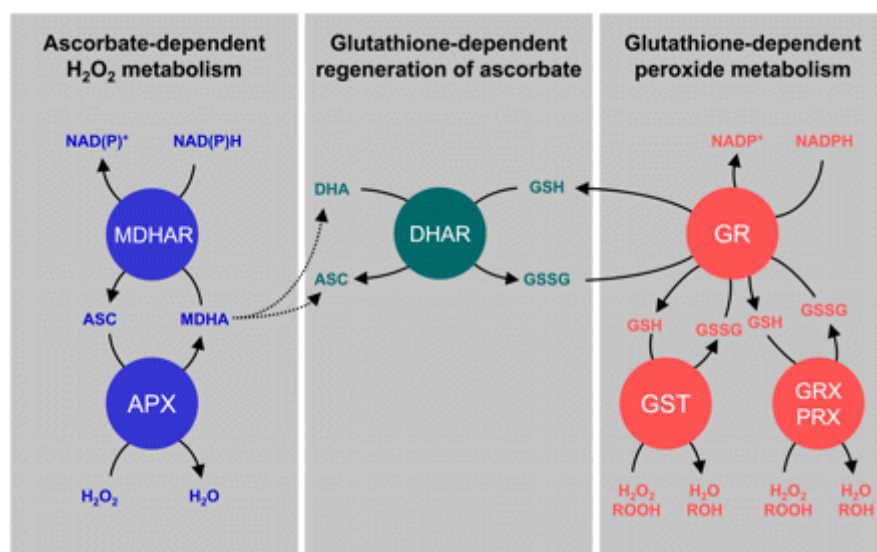 Ascorbate-dependent
H₂O₂ metabolism
NAD(P)⁺ NAD(P)H
MDHAR
ASC MDHA
APX
H₂O₂ H₂O
Glutathione-dependent
regeneration of ascorbate
DHA GSH
DHAR
ASC GSSG
Glutathione-dependent
peroxide metabolism
NADP⁺ NADPH
GR
GSH GSSG GSH GSSG
GST
GRX
PRX
H₂O₂ H₂O H₂O₂ H₂O
ROOH ROH ROOH ROH